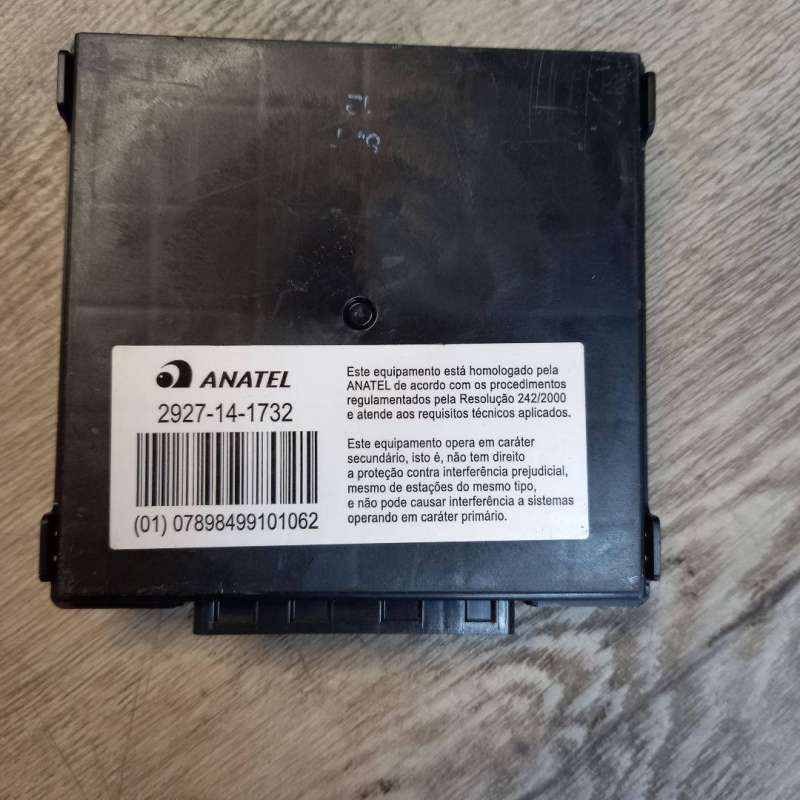 12
ANATEL
2927-14-1732
(01) 07898499101062
Este equipamento está homologado pela
ANATEL de acordo com os procedimentos
regulamentados pela Resolução 242/2000
e atende aos requisitos técnicos aplicados.
Este equipamento opera em caráter
secundário, isto é, não tem direito
a proteção contra interferência prejudicial,
mesmo de estações do mesmo tipo,
e não pode causar interferência a sistemas
operando em caráter primário.